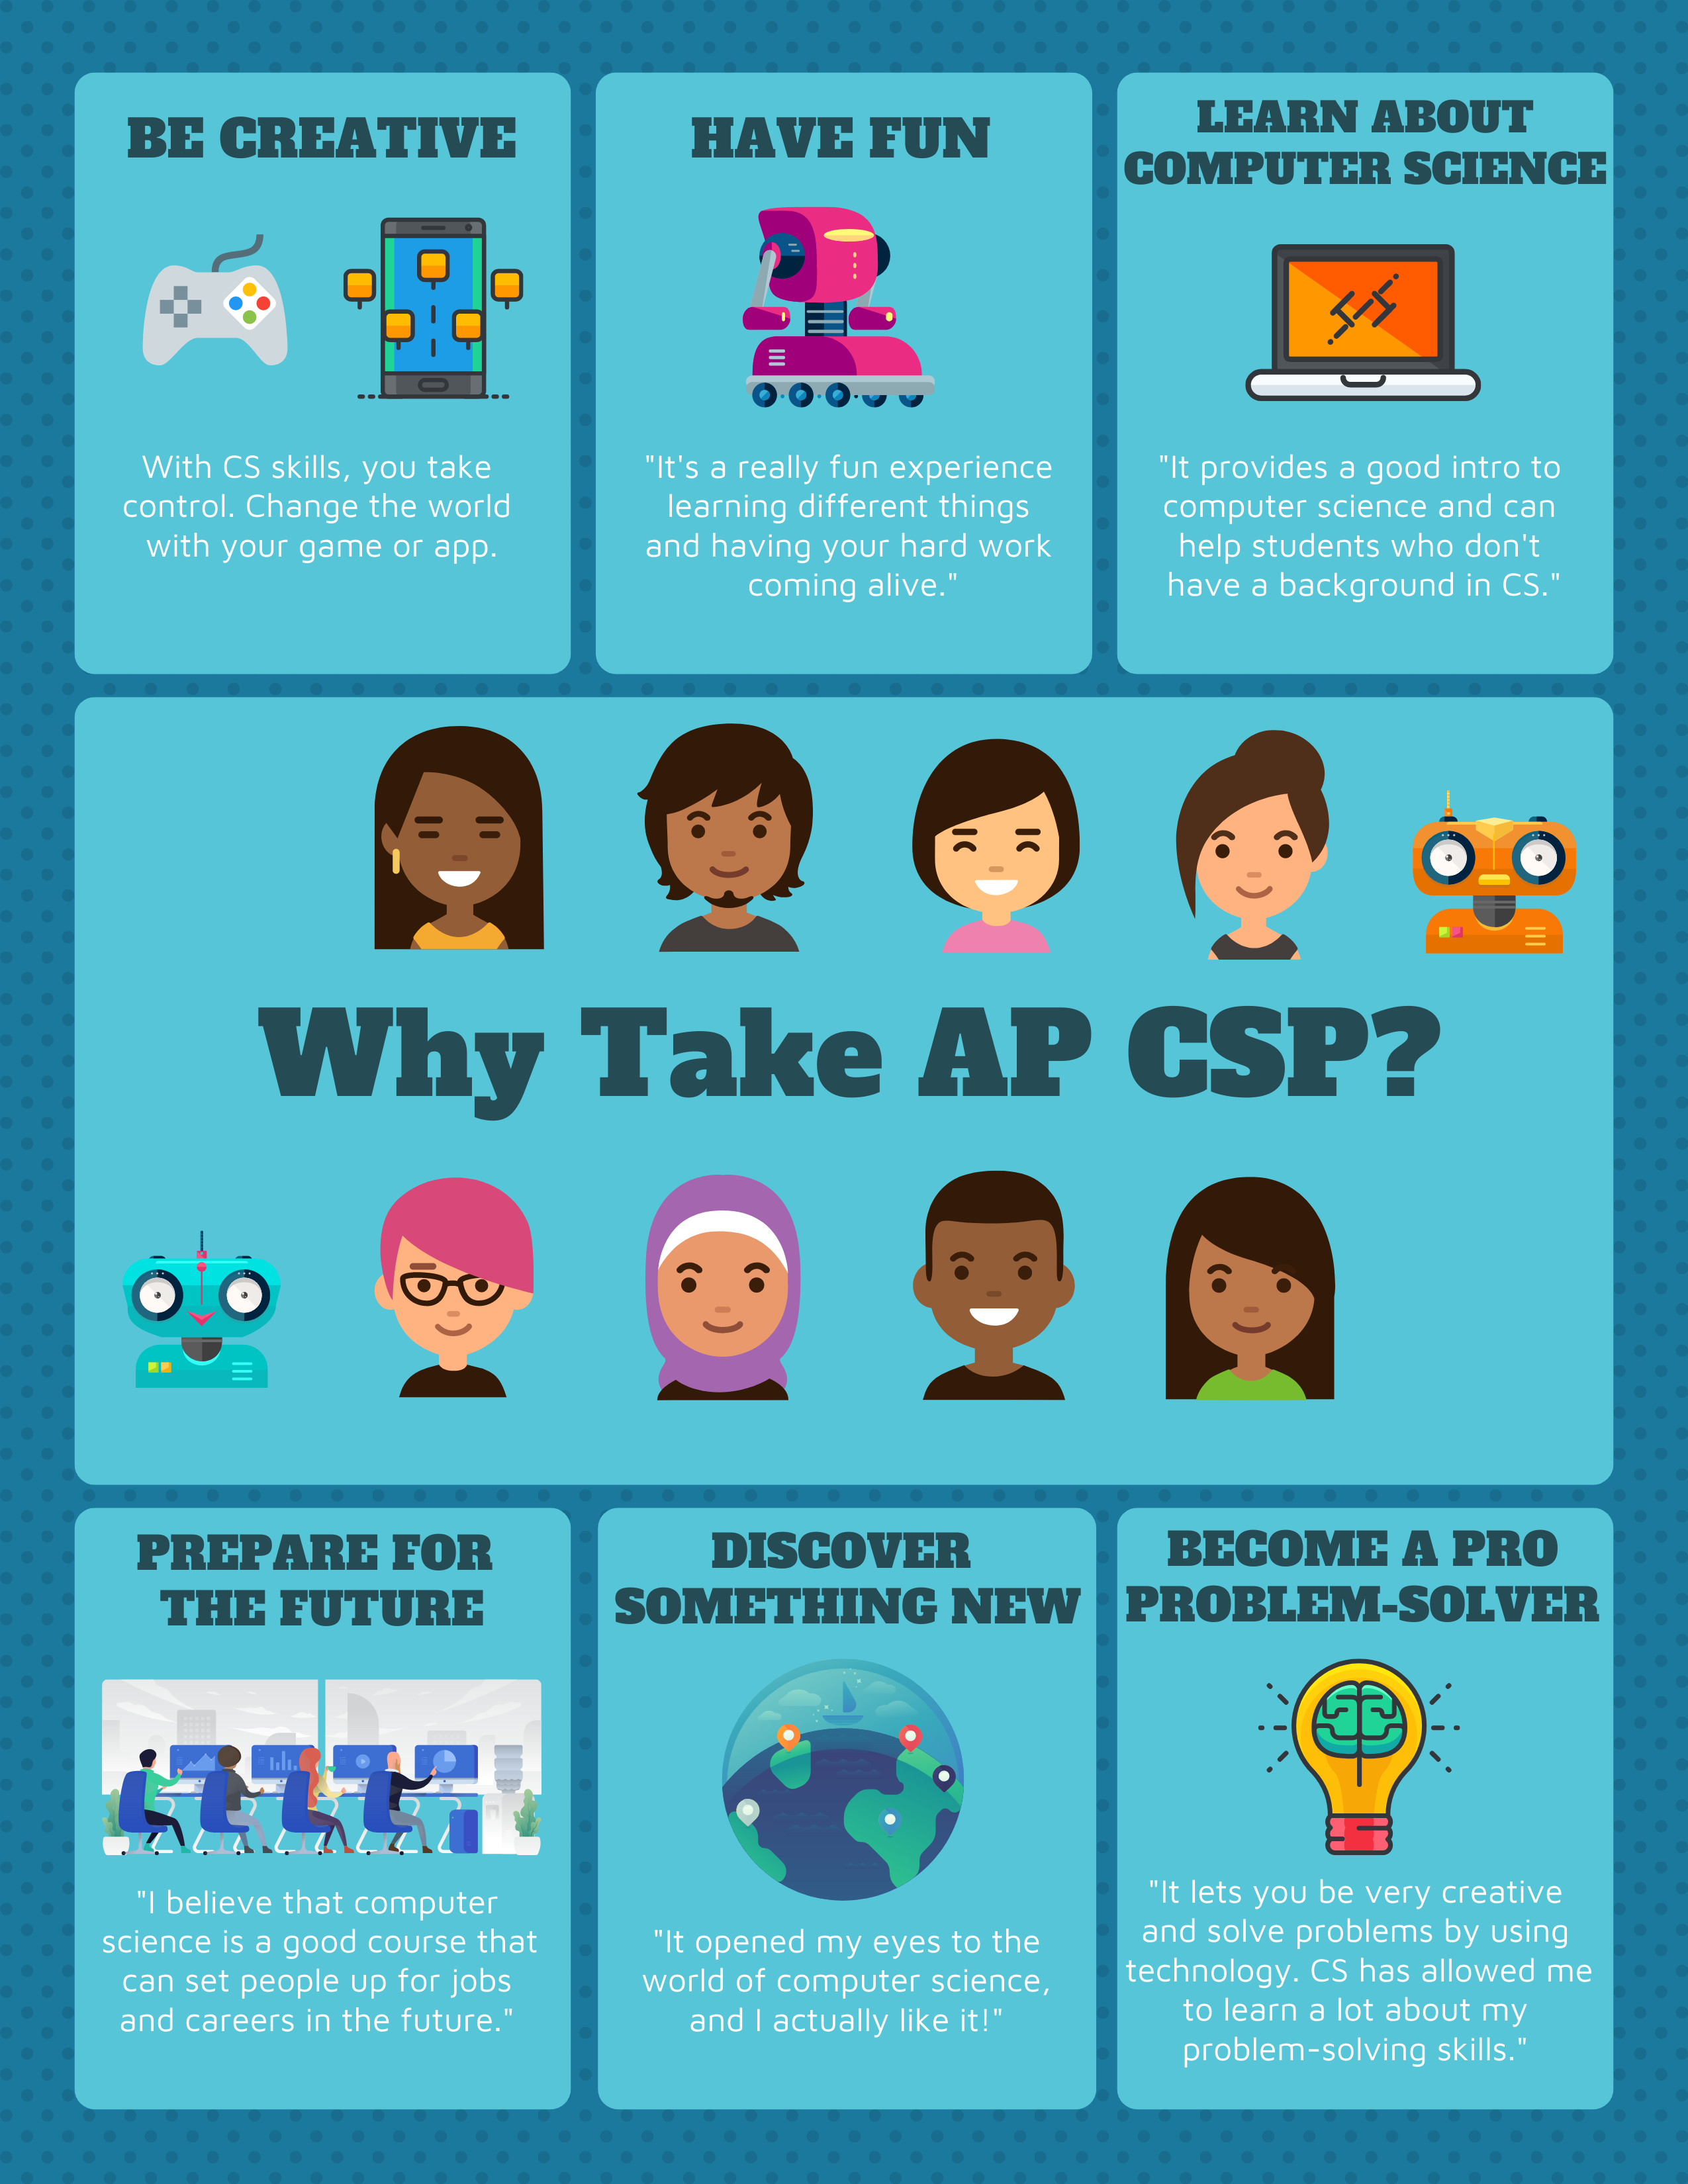 BE CREATIVE
With CS skills, you take
control. Change the world
with your game or app.
HAVE FUN
"It's a really fun experience
learning different things
and having your hard work
coming alive."
LEARN ABOUT
COMPUTER SCIENCE
"It provides a good intro to
computer science and can
help students who don't
have a background in CS."
Why Take AP CSP?
PREPARE FOR
THE FUTURE
"I believe that computer
science is a good course that
can set people up for jobs
and careers in the future."
DISCOVER
SOMETHING NEW
"It opened my eyes to the
world of computer science,
and I actually like it!"
BECOME A PRO
PROBLEM-SOLVER
"It lets you be very creative
and solve problems by using
technology. CS has allowed me
to learn a lot about my
problem-solving skills."